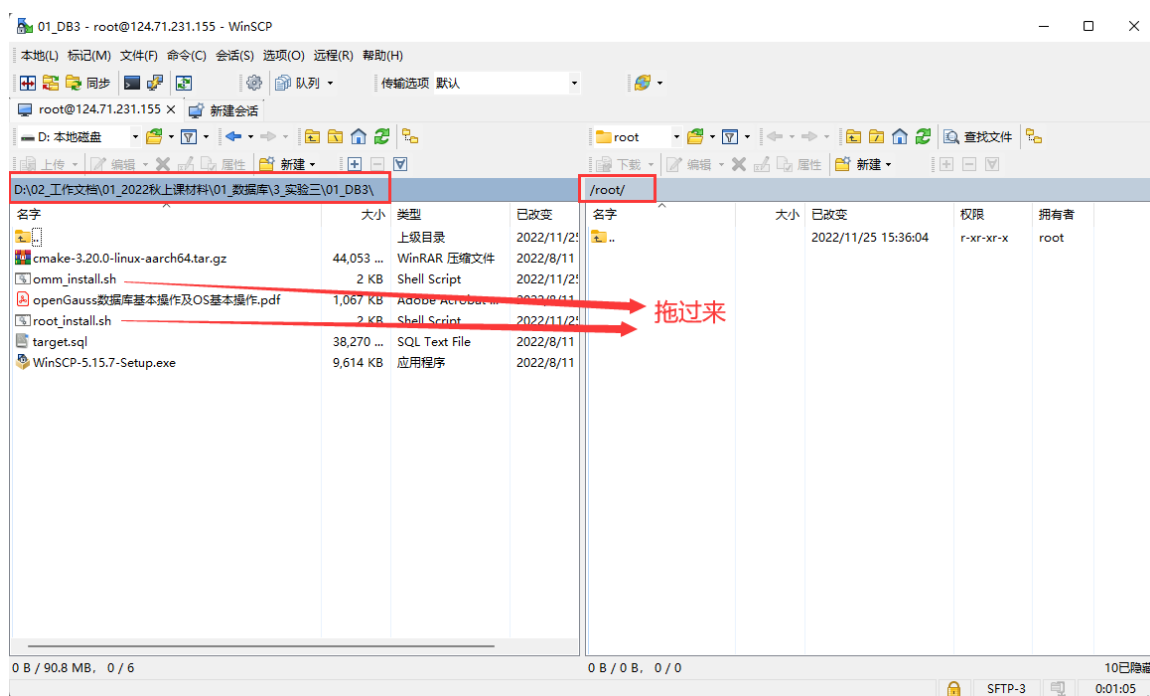 01_DB3 - root@124.71.231.155 - WinSCP
本地(L) 标记(M) 文件(F) 命令(C) 会话(S) 选项(O) 远程(R) 帮助(H)
同步 队列 传输选项 默认
root@124.71.231.155 × 新建会话
D: 本地磁盘 root 查找文件
上传 编辑 属性 新建 下载 编辑 属性 新建
D:\02_工作文档\01_2022秋上课材料\01_数据库\3_实验三\01_DB3\ /root/
名字 大小 类型 已改变 名字 大小 已改变 权限 拥有者
.. 上级目录 2022/11/25 .. 2022/11/25 15:36:04 r-xr-xr-x root
cmake-3.20.0-linux-aarch64.tar.gz 44,053 ... WinRAR 压缩文件 2022/8/11
omm_install.sh 2 KB Shell Script 2022/11/25
openGauss数据库基本操作及OS基本操作.pdf 1,067 KB Adobe Acrobat ... 2022/8/11
拖过来
root_install.sh 2 KB Shell Script 2022/11/25
target.sql 38,270 ... SQL Text File 2022/8/11
WinSCP-5.15.7-Setup.exe 9,614 KB 应用程序 2022/8/11
0 B / 90.8 MB, 0 / 6 0 B / 0 B, 0 / 0 10已隐藏
SFTP-3 0:01:05